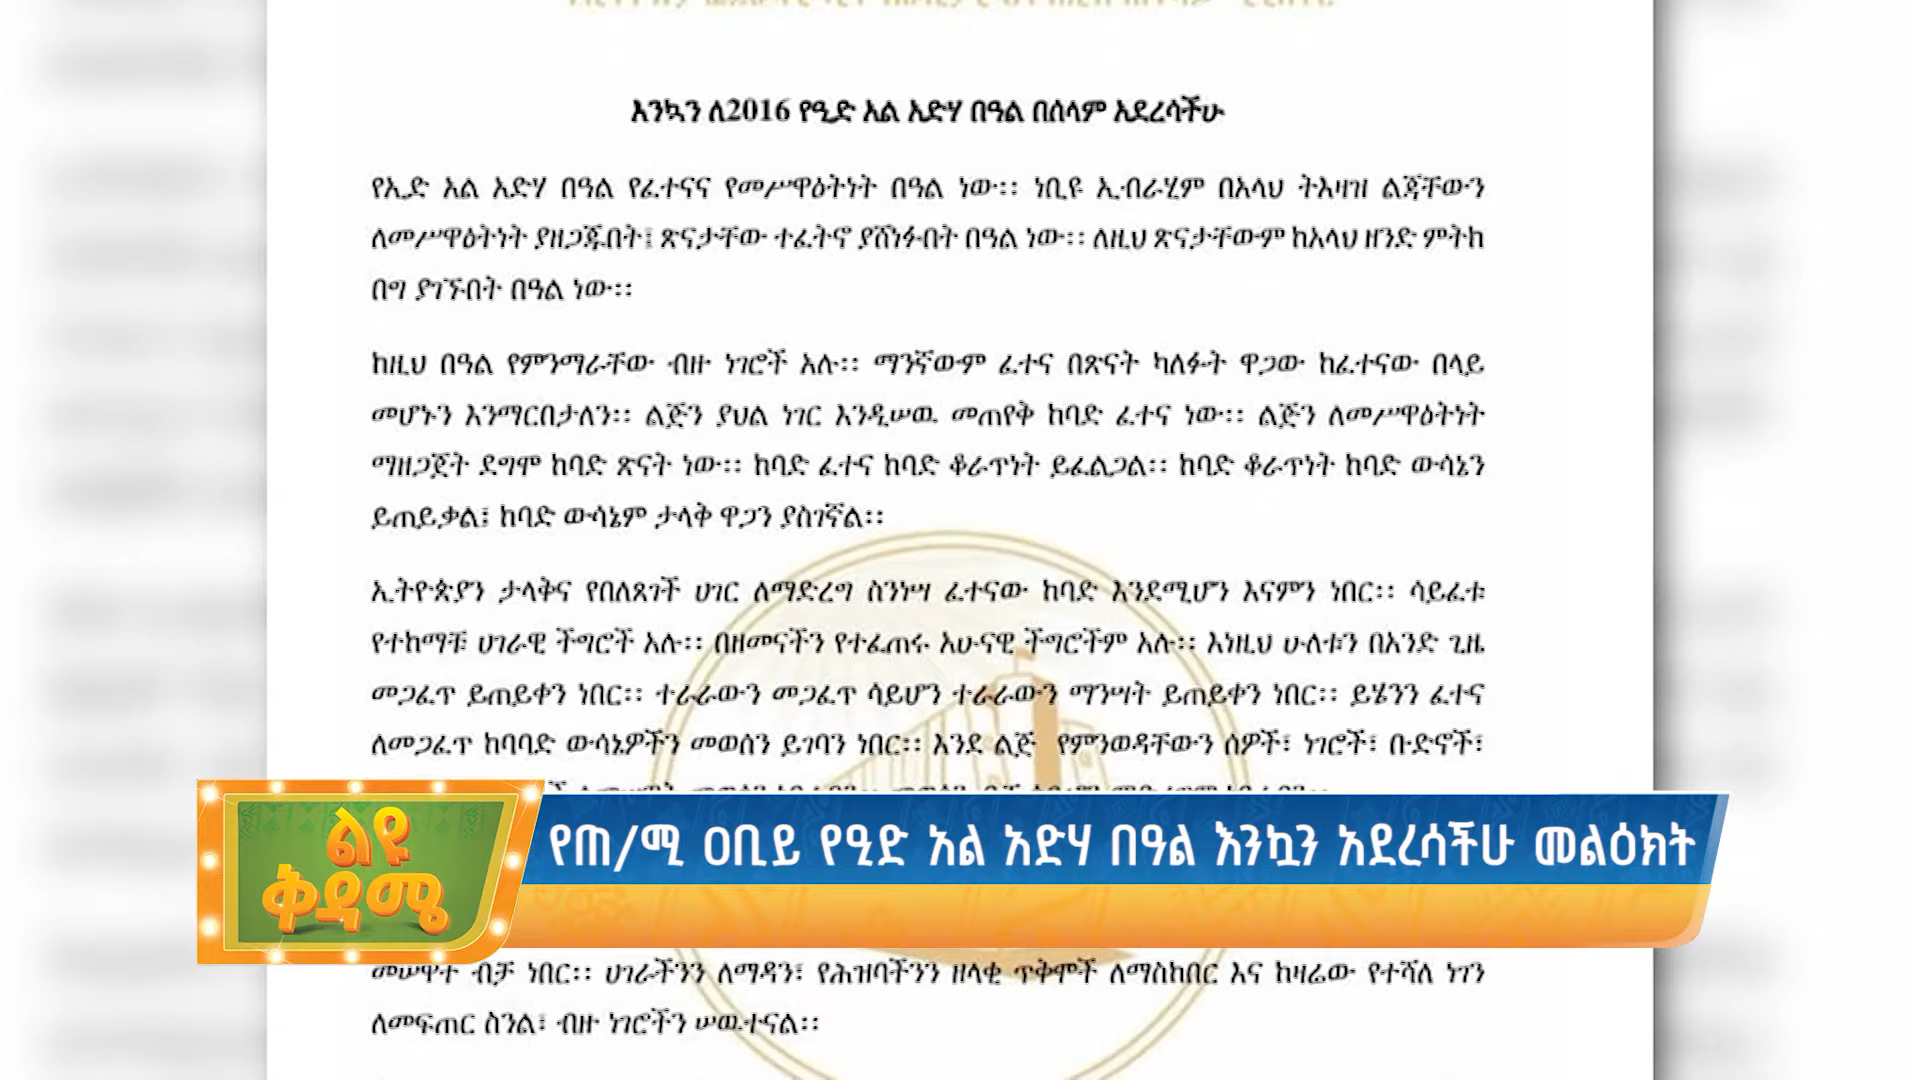 እንኳን ለ2016 የዒድ አል አድሃ በዓል በሰላም አደረሳችሁ
የኢድ አል አድሃ በዓል የፈተናና የመሥዋዕትነት በዓል ነው፡፡ ነቢዩ ኢብራሂም በአላህ ትእዛዝ ልጃቸውን
ለመሥዋዕትነት ያዘጋጁበት፤ ጽናታቸው ተፈትኖ ያሸነፉበት በዓል ነው፡፡ ለዚህ ጽናታቸውም ከአላህ ዘንድ ምትክ
በግ ያገኙበት በዓል ነው፡፡
ከዚህ በዓል የምንማራቸው ብዙ ነገሮች አሉ፡፡ ማንኛውም ፈተና በጽናት ካለፉት ዋጋው ከፈተናው በላይ
መሆኑን እንማርበታለን፡፡ ልጅን ያህል ነገር እንዲሠዉ መጠየቅ ከባድ ፈተና ነው፡፡ ልጅን ለመሥዋዕትነት
ማዘጋጀት ደግሞ ከባድ ጽናት ነው፡፡ ከባድ ፈተና ከባድ ቆራጥነት ይፈልጋል፡፡ ከባድ ቆራጥነት ከባድ ውሳኔን
ይጠይቃል፤ ከባድ ውሳኔም ታላቅ ዋጋን ያስገኛል፡፡
ኢትዮጵያን ታላቅና የበለጸገች ሀገር ለማድረግ ስንነሣ ፈተናው ከባድ እንደሚሆን እናምን ነበር፡፡ ሳይፈቱ
የተከማቹ ሀገራዊ ችግሮች አሉ፡፡ በዘመናችን የተፈጠሩ አሁናዊ ችግሮችም አሉ፡፡ እነዚህ ሁለቱን በአንድ ጊዜ
መጋፈጥ ይጠይቀን ነበር፡፡ ተራራውን መጋፈጥ ሳይሆን ተራራውን ማንሣት ይጠይቀን ነበር፡፡ ይሄንን ፈተና
ለመጋፈጥ ከባባድ ውሳኔዎችን መወሰን ይገባን ነበር፡፡ እንደ ልጅ የምንወዳቸውን ሰዎች፣ ነገሮች፣ ቡድኖች፣
ልዩ
ቅዳሜ
የጠ/ሚ ዐቢይ የዒድ አል አድሃ በዓል እንኳን አደረሳችሁ መልዕክት
መሠዋት ብቻ ነበር፡፡ ሀገራችንን ለማዳን፣ የሕዝባችንን ዘላቂ ጥቅሞች ለማስከበር እና ከዛሬው የተሻለ ነገን
ለመፍጠር ስንል፣ ብዙ ነገሮችን ሠዉተናል፡፡